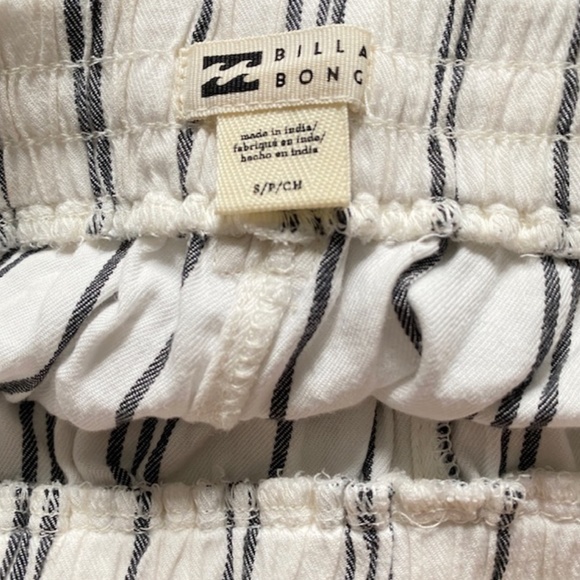 BILLA
BONG
made in india/
fabriqué en inde/
hecho en india
S/P/CH